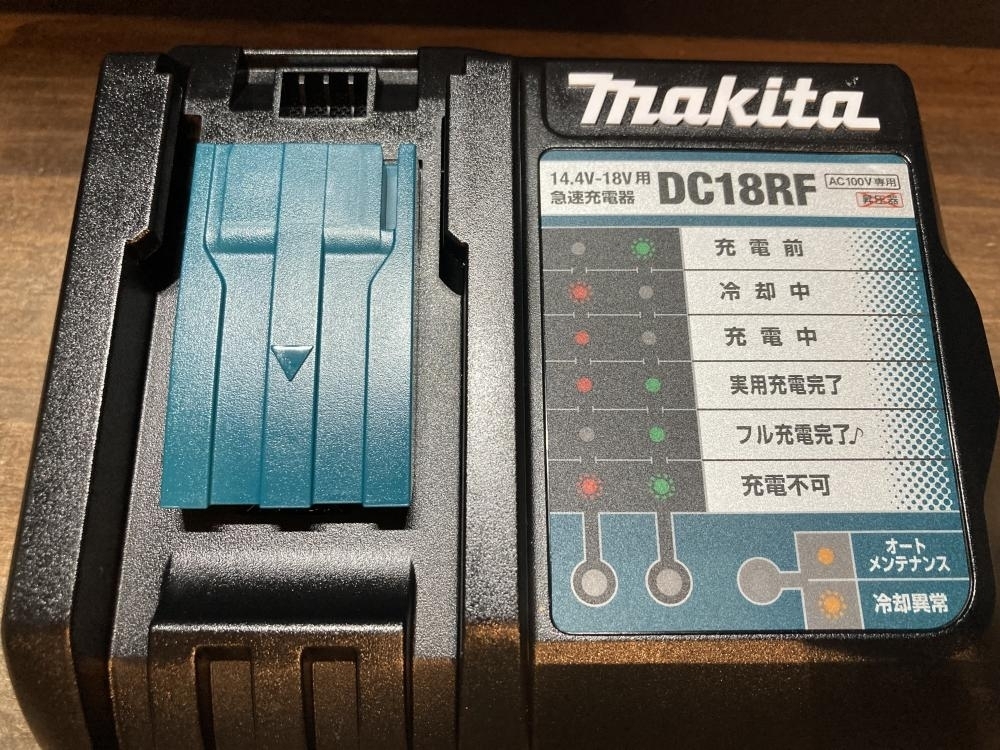 makita
14.4V-18V用
急速充電器
DC18RF
AC100V専用
昇圧器
充電前
冷却中
充電中
実用充電完了
フル充電完了♪
充電不可
オート
メンテナンス
冷却異常